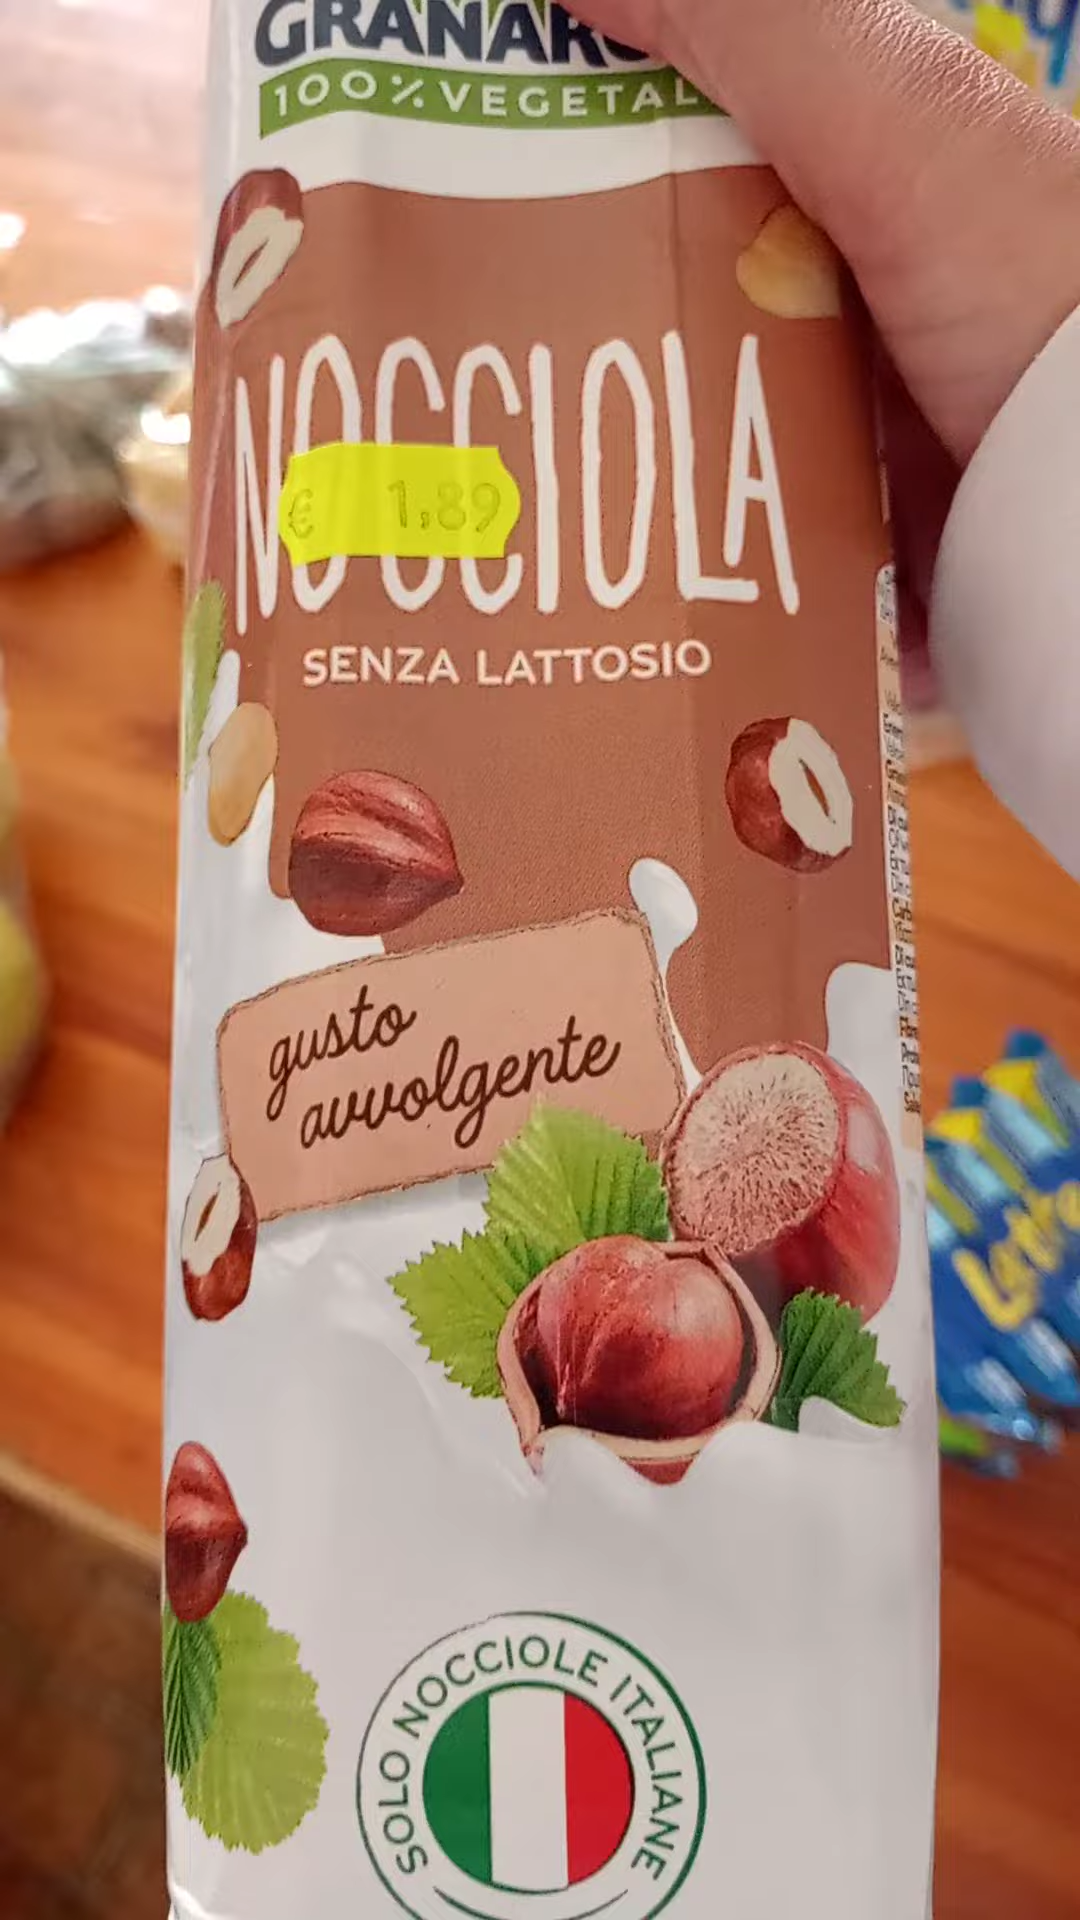 GRANARO
100% VEGETAL
NOCCIOLA
€ 1,89
SENZA LATTOSIO
gusto
avvolgente
SOLO NOCCIOLE ITALIANE